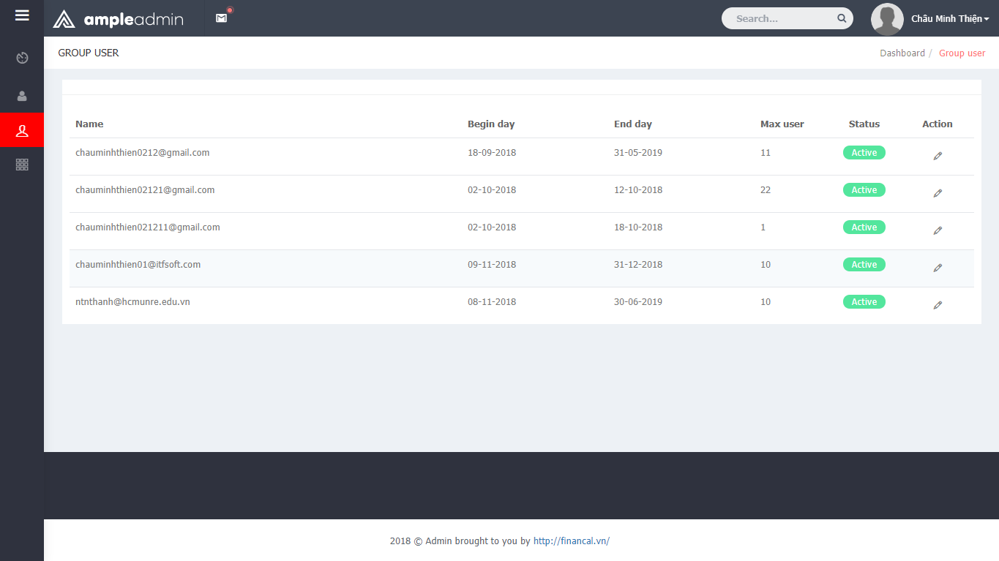 ampleadmin
Search...
Châu Minh Thiện
GROUP USER
Dashboard / Group user
Name Begin day End day Max user Status Action
chauminhthien0212@gmail.com 18-09-2018 31-05-2019 11 Active
chauminhthien02121@gmail.com 02-10-2018 12-10-2018 22 Active
chauminhthien021211@gmail.com 02-10-2018 18-10-2018 1 Active
chauminhthien01@itfsoft.com 09-11-2018 31-12-2018 10 Active
ntnthanh@hcmunre.edu.vn 08-11-2018 30-06-2019 10 Active
2018 © Admin brought to you by http://financal.vn/